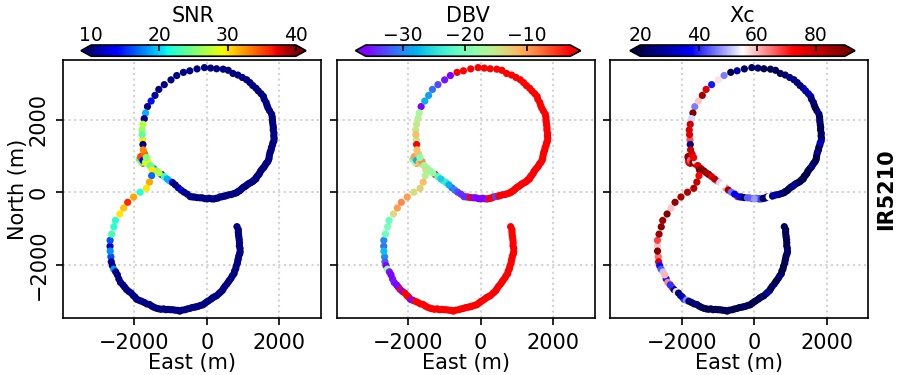 SNR DBV Xc
10 20 30 40 −30 −20 −10 20 40 60 80
2000
0
−2000
North (m)
−2000 0 2000 −2000 0 2000 −2000 0 2000
East (m) East (m) East (m)
IR5210